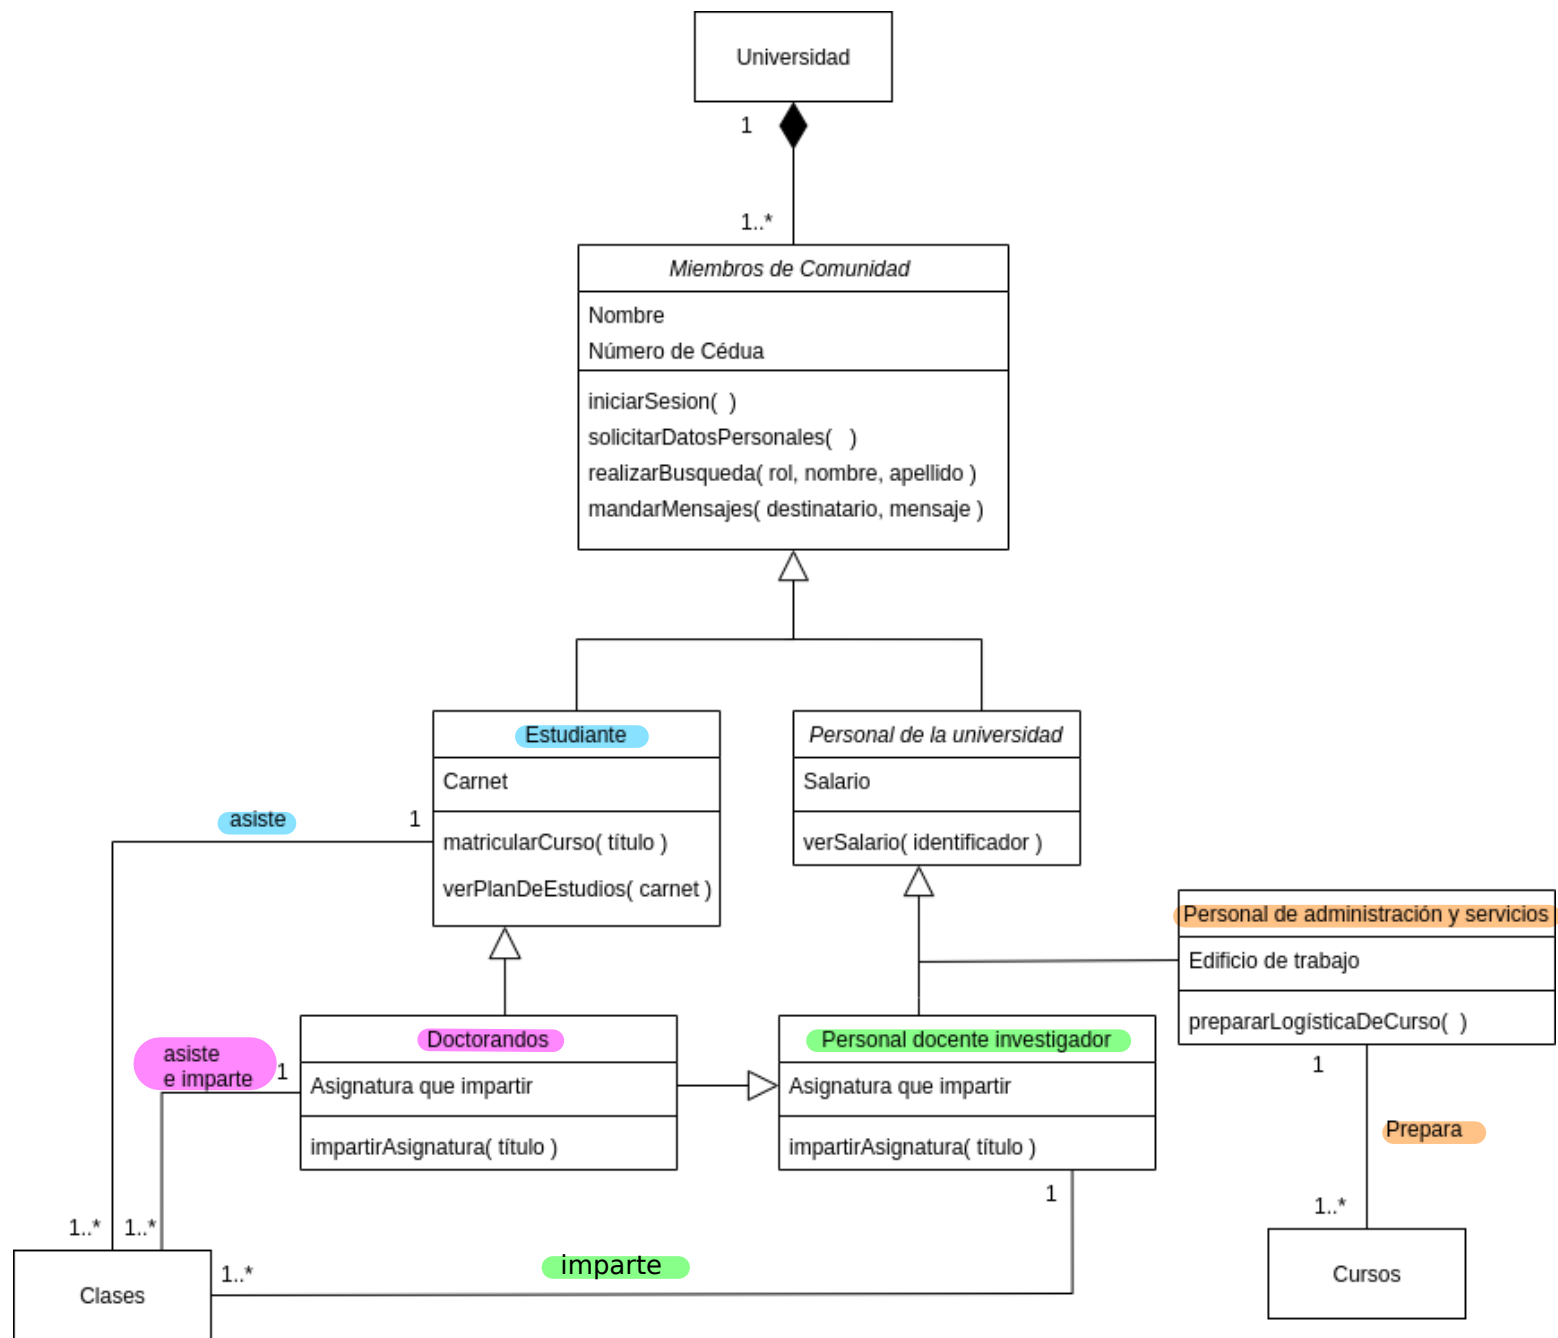 Universidad
1
1..*
Miembros de Comunidad
Nombre
Número de Cédua
iniciarSesion(  )
solicitarDatosPersonales(   )
realizarBusqueda( rol, nombre, apellido )
mandarMensajes( destinatario, mensaje )
Estudiante
Carnet
matricularCurso( título )
verPlanDeEstudios( carnet )
Personal de la universidad
Salario
verSalario( identificador )
asiste
1
Personal de administración y servicios
Edificio de trabajo
prepararLogísticaDeCurso(  )
Doctorandos
Asignatura que impartir
impartirAsignatura( título )
Personal docente investigador
Asignatura que impartir
impartirAsignatura( título )
asiste
e imparte
1
1
Prepara
1..*
1
1..*
1..*
1..*
imparte
Clases
Cursos